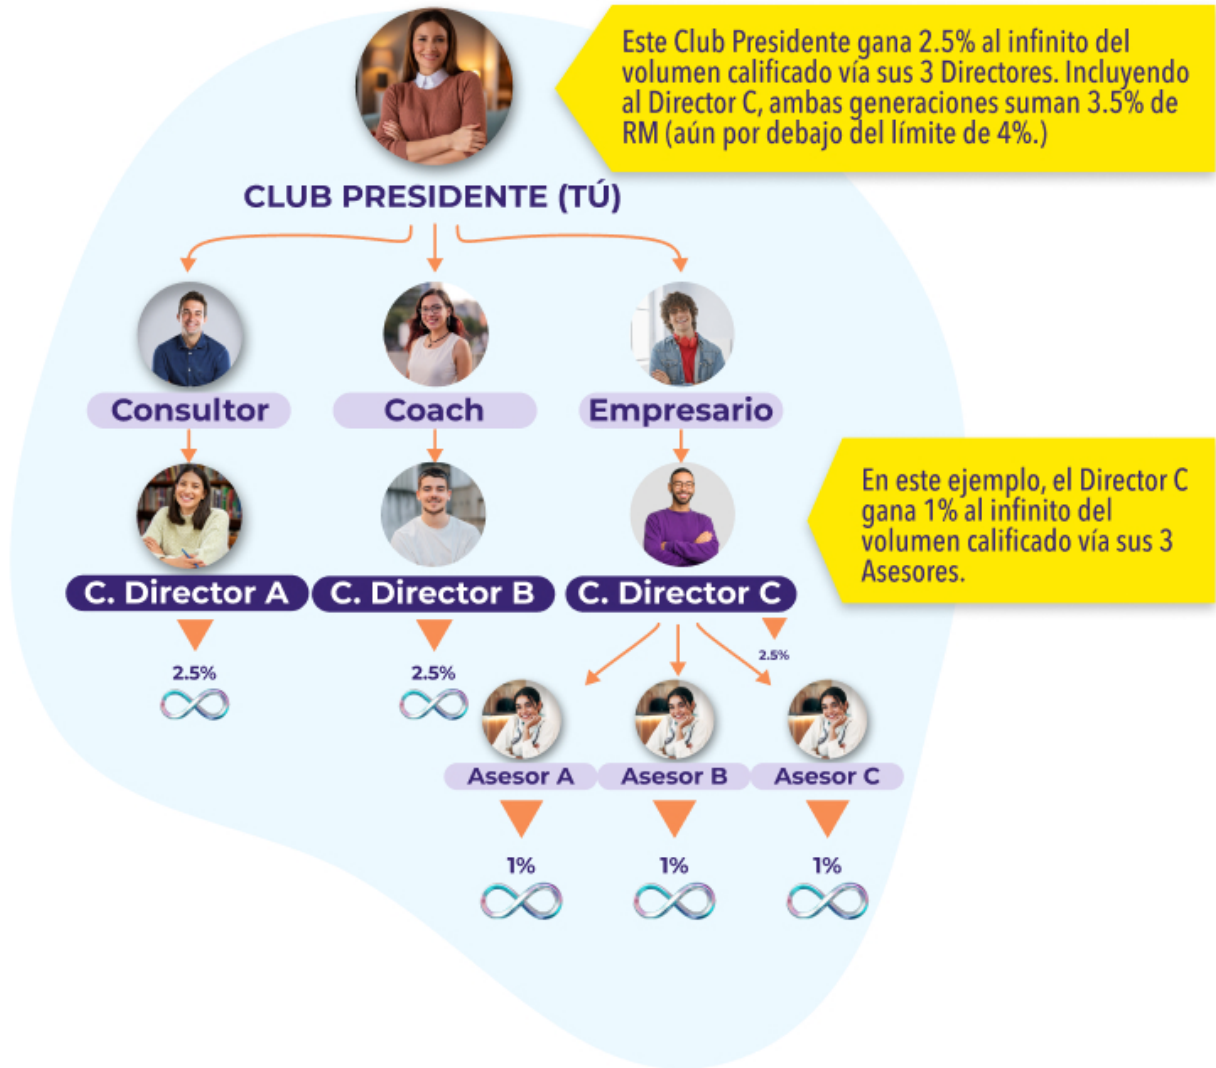 Este Club Presidente gana 2.5% al infinito del
volumen calificado vía sus 3 Directores. Incluyendo
al Director C, ambas generaciones suman 3.5% de
RM (aún por debajo del límite de 4%.)
CLUB PRESIDENTE (TÚ)
Consultor
Coach
Empresario
En este ejemplo, el Director C
gana 1% al infinito del
volumen calificado vía sus 3
Asesores.
C. Director A
C. Director B
C. Director C
2.5%
2.5%
2.5%
Asesor A
Asesor B
Asesor C
1%
1%
1%